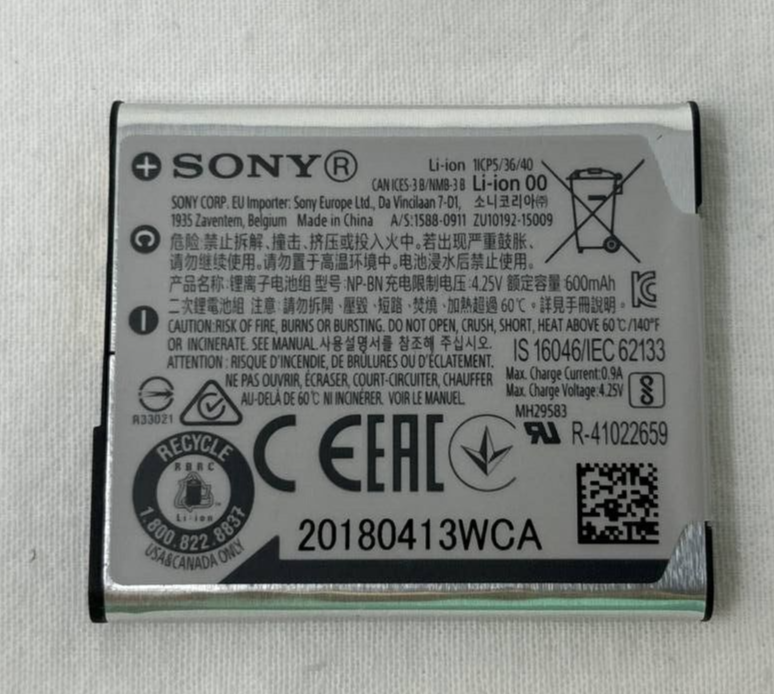 + SONY®
Li-ion 1ICP5/36/40
CAN ICES-3 B/NMB-3 B Li-ion 00
SONY CORP. EU Importer: Sony Europe Ltd., Da Vincilaan 7-D1, 소니코리아㈜
1935 Zaventem, Belgium Made in China A/S:1588-0911 ZU10192-15009
C 危险:禁止拆解、撞击、挤压或投入火中。若出现严重鼓胀、
请勿继续使用。请勿置于高温环境中。电池浸水后禁止使用。
产品名称:锂离子电池组 型号:NP-BN 充电限制电压:4.25V 额定容量:600mAh
二次鋰電池組 注意:請勿拆開、壓毀、短路、焚燒、加熱超過60℃。詳見手冊說明。
− CAUTION:RISK OF FIRE, BURNS OR BURSTING. DO NOT OPEN, CRUSH, SHORT, HEAT ABOVE 60℃/140°F
OR INCINERATE. SEE MANUAL.사용설명서를 참조해 주십시오.
IS 16046/IEC 62133
ATTENTION : RISQUE D'INCENDIE, DE BRÛLURES OU D'ÉCLATEMENT.
NE PAS OUVRIR, ÉCRASER, COURT-CIRCUITER, CHAUFFER
AU-DELÀ DE 60℃ NI INCINÉRER. VOIR LE MANUEL.
Max. Charge Current:0.9A
Max. Charge Voltage:4.25V
R33021
MH29583
R-41022659
CE EAC
RECYCLE
RBRC
Li-ion
1.800.822.8837
USA&CANADA ONLY
20180413WCA